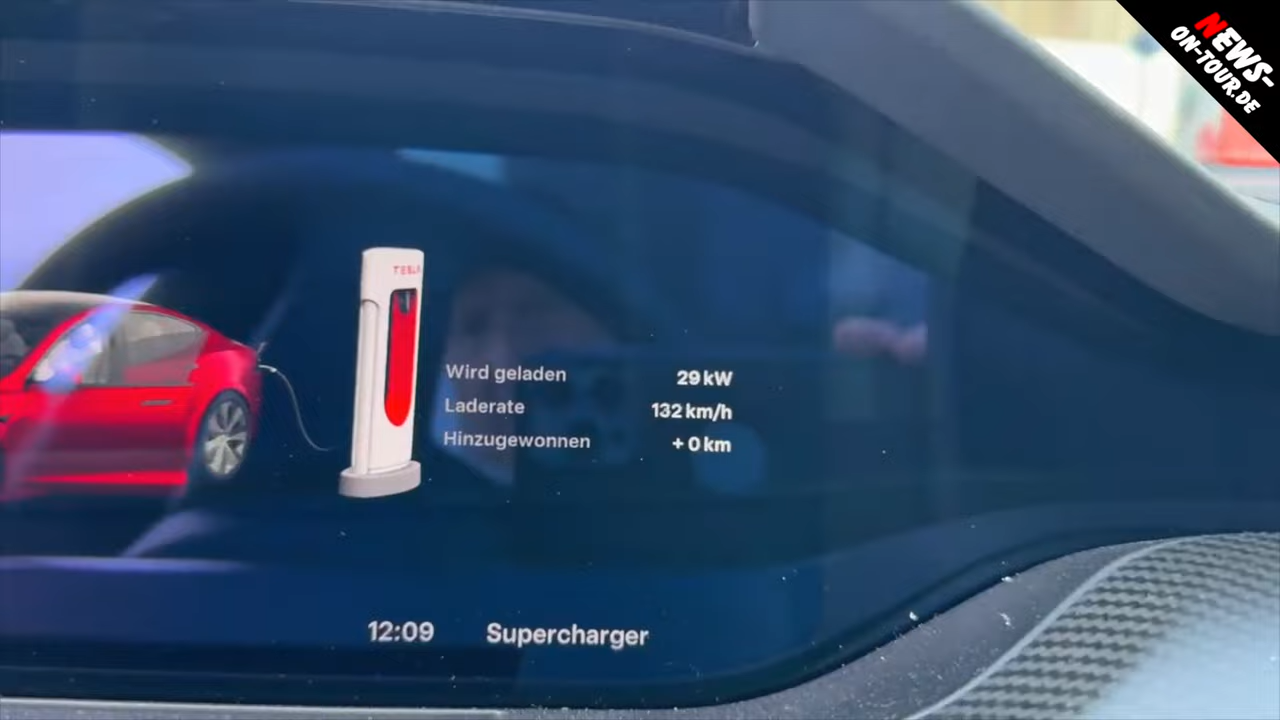 NEWS-
ON-TOUR.DE
TESLA
Wird geladen 29 kW
Laderate 132 km/h
Hinzugewonnen + 0 km
12:09 Supercharger